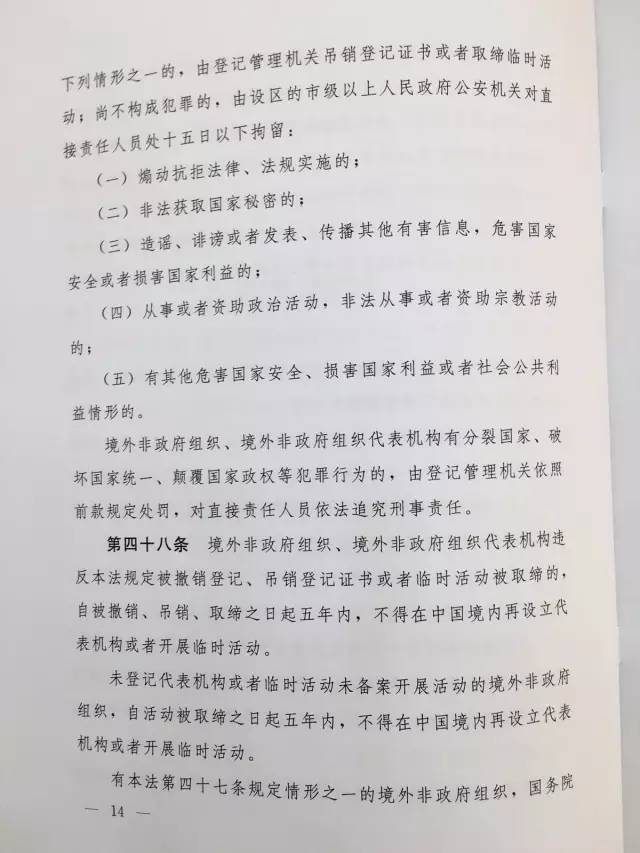 下列情形之一的，由登记管理机关吊销登记证书或者取缔临时活
动；尚不构成犯罪的，由设区的市级以上人民政府公安机关对直
接责任人员处十五日以下拘留：
（一）煽动抗拒法律、法规实施的；
（二）非法获取国家秘密的；
（三）造谣、诽谤或者发表、传播其他有害信息，危害国家
安全或者损害国家利益的；
（四）从事或者资助政治活动，非法从事或者资助宗教活动
的；
（五）有其他危害国家安全、损害国家利益或者社会公共利
益情形的。
境外非政府组织、境外非政府组织代表机构有分裂国家、破
坏国家统一、颠覆国家政权等犯罪行为的，由登记管理机关依照
前款规定处罚，对直接责任人员依法追究刑事责任。
第四十八条 境外非政府组织、境外非政府组织代表机构违
反本法规定被撤销登记、吊销登记证书或者临时活动被取缔的，
自被撤销、吊销、取缔之日起五年内，不得在中国境内再设立代
表机构或者开展临时活动。
未登记代表机构或者临时活动未备案开展活动的境外非政府
组织，自活动被取缔之日起五年内，不得在中国境内再设立代表
机构或者开展临时活动。
有本法第四十七条规定情形之一的境外非政府组织，国务院
— 14 —